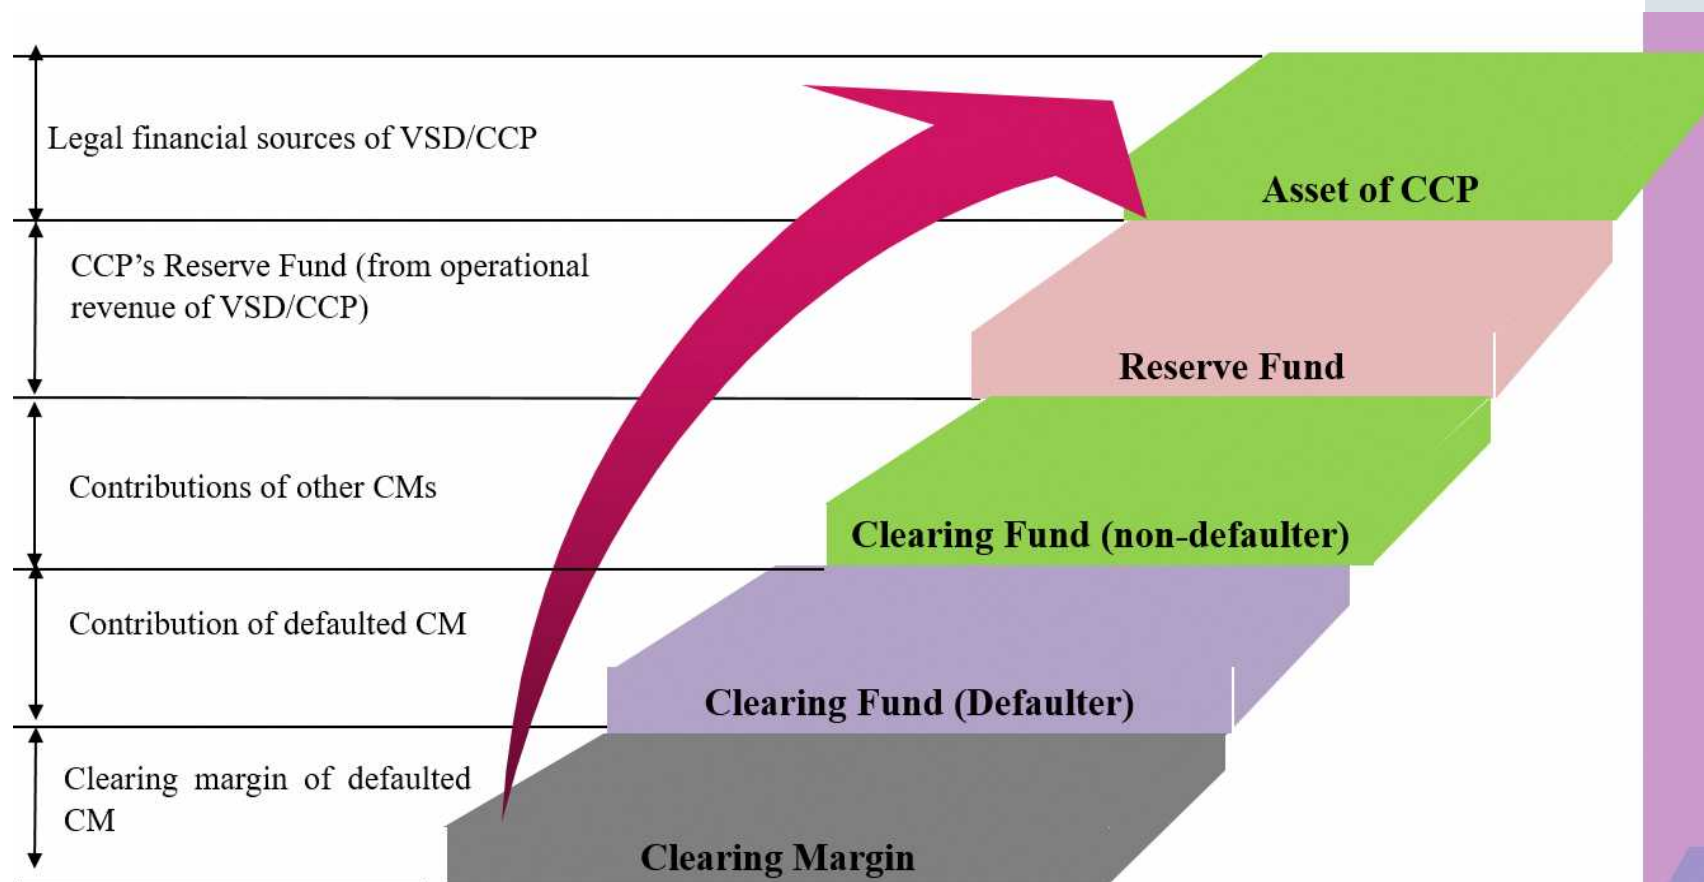 Legal financial sources of VSD/CCP
Asset of CCP
CCP’s Reserve Fund (from operational
revenue of VSD/CCP)
Reserve Fund
Contributions of other CMs
Clearing Fund (non-defaulter)
Contribution of defaulted CM
Clearing Fund (Defaulter)
Clearing margin of defaulted
CM
Clearing Margin